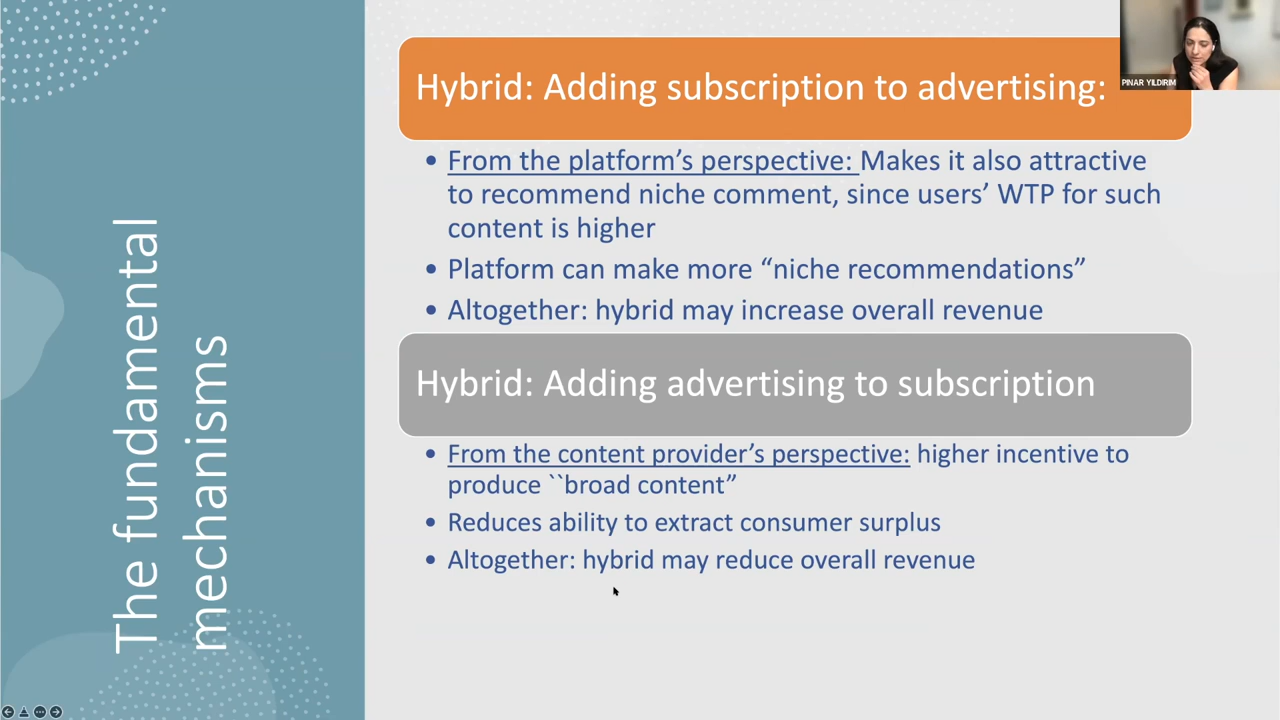 The fundamental
mechanisms
Hybrid: Adding subscription to advertising:
• From the platform’s perspective: Makes it also attractive
to recommend niche comment, since users’ WTP for such
content is higher
• Platform can make more “niche recommendations”
• Altogether: hybrid may increase overall revenue
Hybrid: Adding advertising to subscription
• From the content provider’s perspective: higher incentive to
produce ``broad content”
• Reduces ability to extract consumer surplus
• Altogether: hybrid may reduce overall revenue
PINAR YILDIRIM